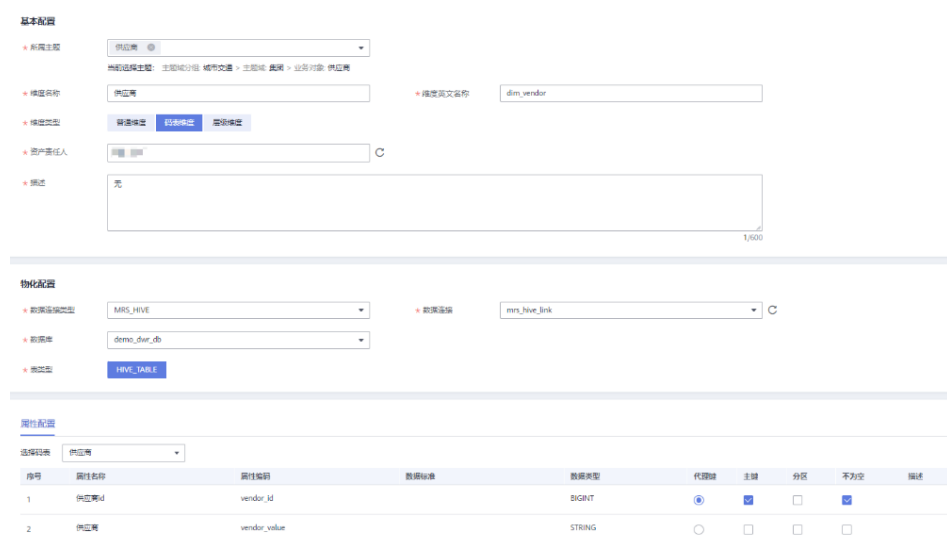 基本配置
* 所属主题 供应商
当前选择主题： 主题域分组: 城市交通 > 主题域: 集团 > 业务对象: 供应商
* 维度名称 供应商 * 维度英文名称 dim_vendor
* 维度类型 普通维度 码表维度 层级维度
* 资产责任人
* 描述 无
1/600
物化配置
* 数据连接类型 MRS_HIVE * 数据连接 mrs_hive_link
* 数据库 demo_dwr_db
* 表类型 HIVE_TABLE
属性配置
选择码表 供应商
序号 属性名称 属性编码 数据标准 数据类型 代理键 主键 分区 不为空 描述
1 供应商id vendor_id BIGINT
2 供应商 vendor_value STRING